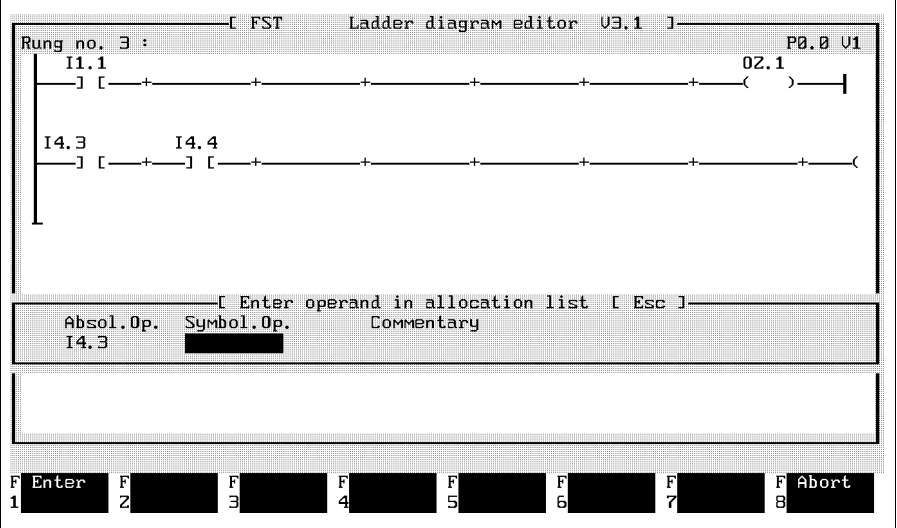 [ FST Ladder diagram editor V3.1 ]
Rung no. 3 : P0.0 V1
I1.1 O2.1
] [ + + + + + + ( )
I4.3 I4.4
] [ + ] [ + + + + + + (
[ Enter operand in allocation list [ Esc ]
Absol.Op. Symbol.Op. Commentary
I4.3
F1 Enter F2 F3 F4 F5 F6 F7 F8 Abort